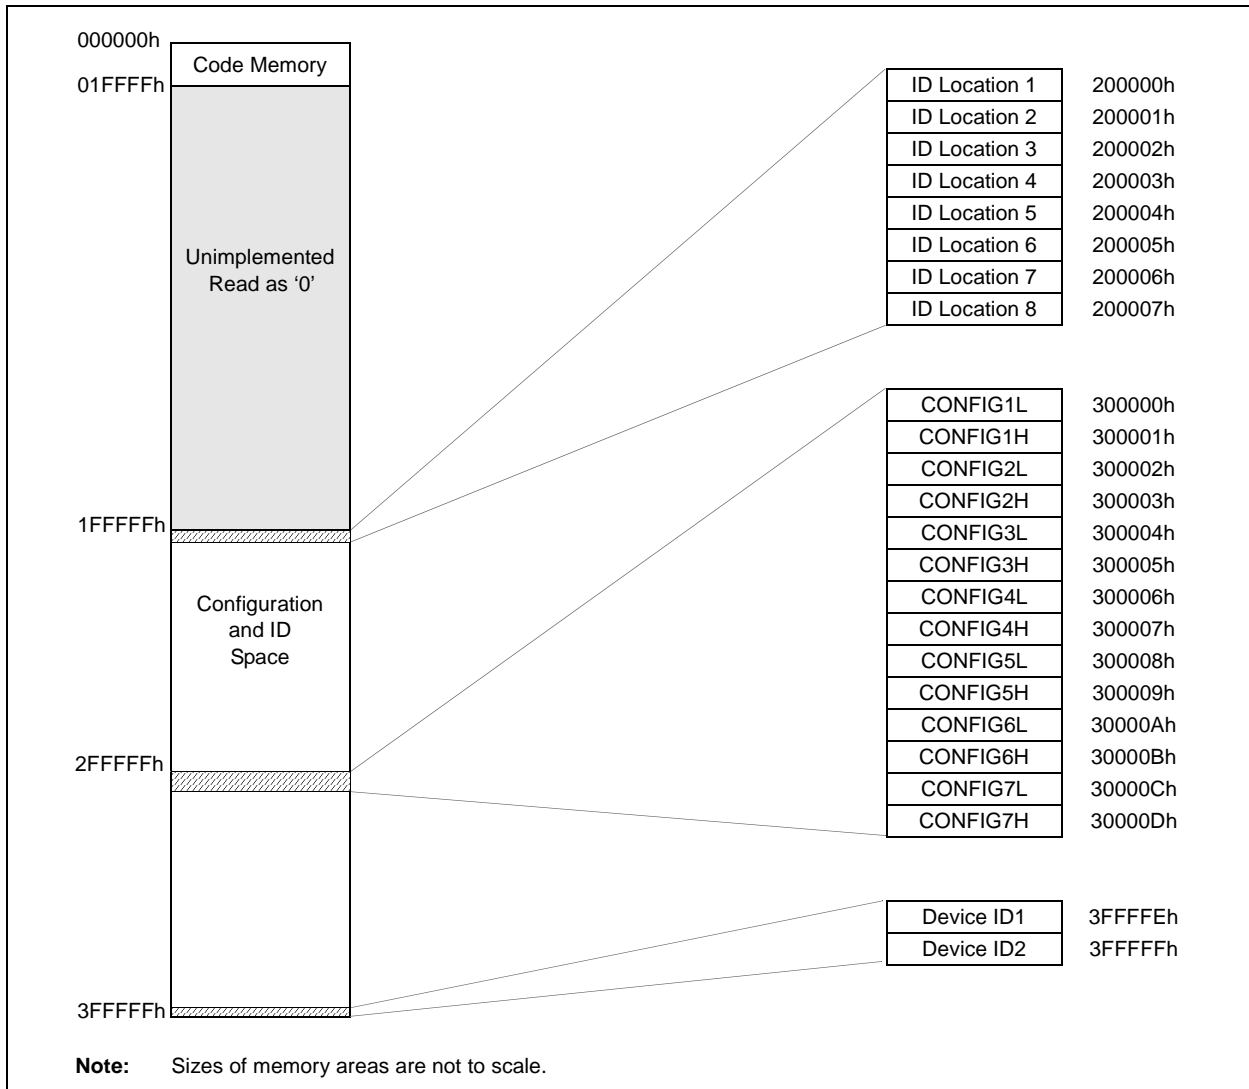 000000h
Code Memory
01FFFFh
Unimplemented
Read as ‘0’
1FFFFFh
Configuration
and ID
Space
2FFFFFh
3FFFFFh
ID Location 1 200000h
ID Location 2 200001h
ID Location 3 200002h
ID Location 4 200003h
ID Location 5 200004h
ID Location 6 200005h
ID Location 7 200006h
ID Location 8 200007h
CONFIG1L 300000h
CONFIG1H 300001h
CONFIG2L 300002h
CONFIG2H 300003h
CONFIG3L 300004h
CONFIG3H 300005h
CONFIG4L 300006h
CONFIG4H 300007h
CONFIG5L 300008h
CONFIG5H 300009h
CONFIG6L 30000Ah
CONFIG6H 30000Bh
CONFIG7L 30000Ch
CONFIG7H 30000Dh
Device ID1 3FFFFEh
Device ID2 3FFFFFh
Note: Sizes of memory areas are not to scale.